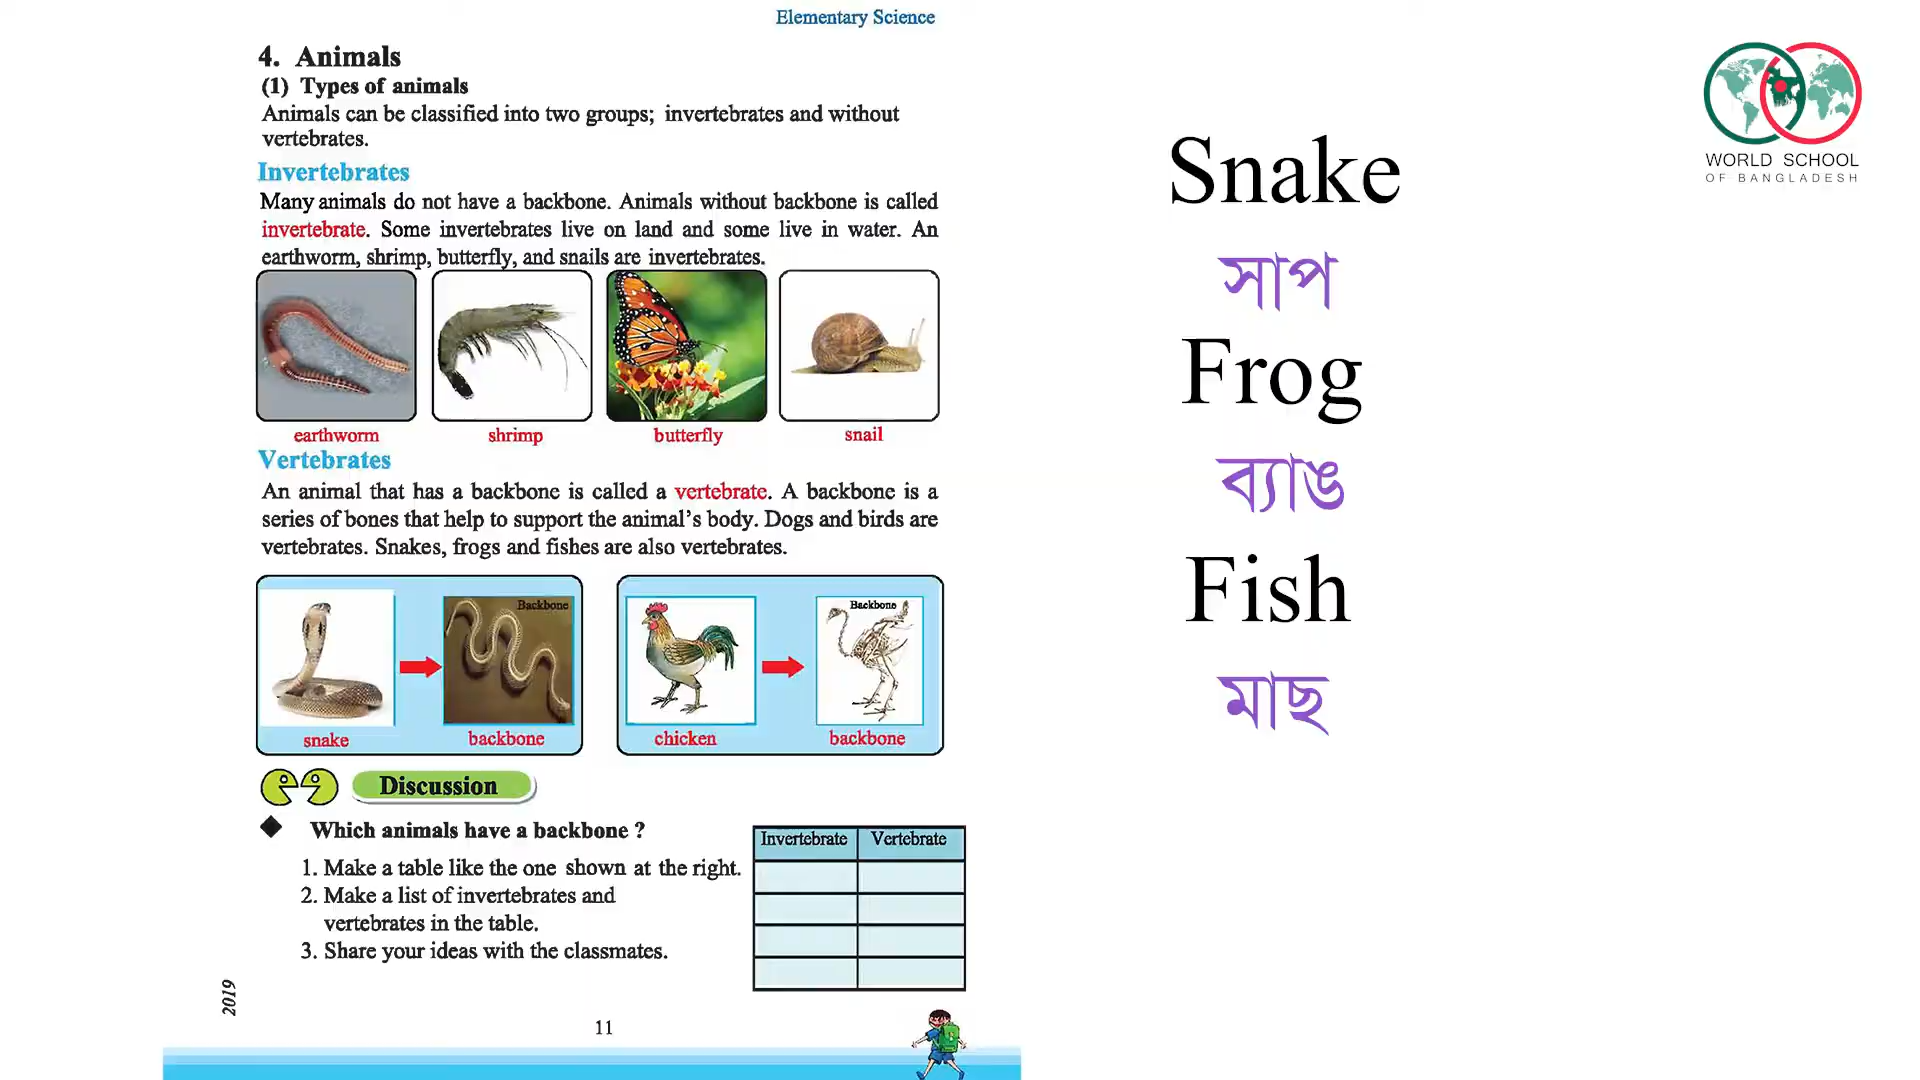 Elementary Science
4. Animals
(1) Types of animals
Animals can be classified into two groups; invertebrates and without
vertebrates.
Invertebrates
Many animals do not have a backbone. Animals without backbone is called
invertebrate. Some invertebrates live on land and some live in water. An
earthworm, shrimp, butterfly, and snails are invertebrates.
earthworm
shrimp
butterfly
snail
Vertebrates
An animal that has a backbone is called a vertebrate. A backbone is a
series of bones that help to support the animal's body. Dogs and birds are
vertebrates. Snakes, frogs and fishes are also vertebrates.
Backbone
Backbone
snake
backbone
chicken
backbone
Discussion
Which animals have a backbone ?
1. Make a table like the one shown at the right.
2. Make a list of invertebrates and
vertebrates in the table.
3. Share your ideas with the classmates.
Invertebrate
Vertebrate
2019
11
Snake
সাপ
Frog
ব্যাঙ
Fish
মাছ
WORLD SCHOOL
OF BANGLADESH